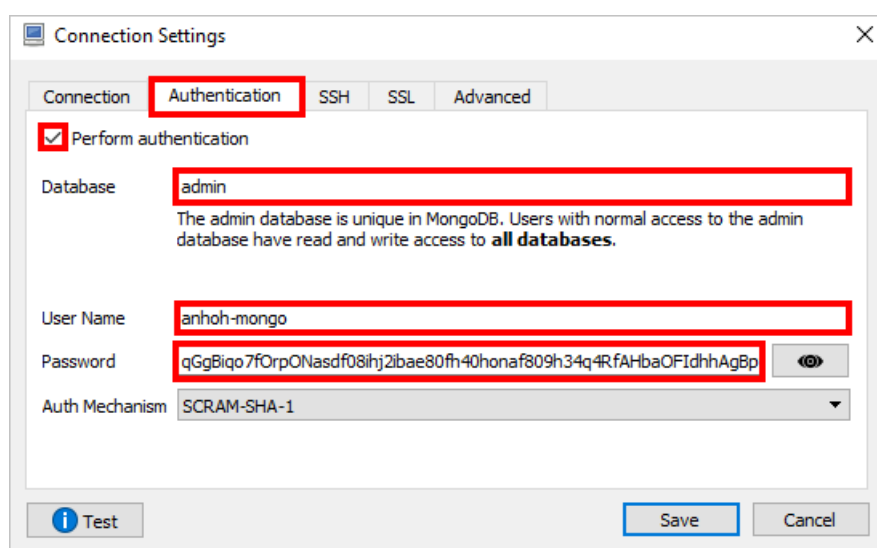 Connection Settings
Connection Authentication SSH SSL Advanced
Perform authentication
Database admin
The admin database is unique in MongoDB. Users with normal access to the admin
database have read and write access to all databases.
User Name anhoh-mongo
Password qGgBiqo7fOrpONasdf08ihj2ibae80fh40honaf809h34q4RfAHbaOFIdhhAgBp
Auth Mechanism SCRAM-SHA-1
Test Save Cancel